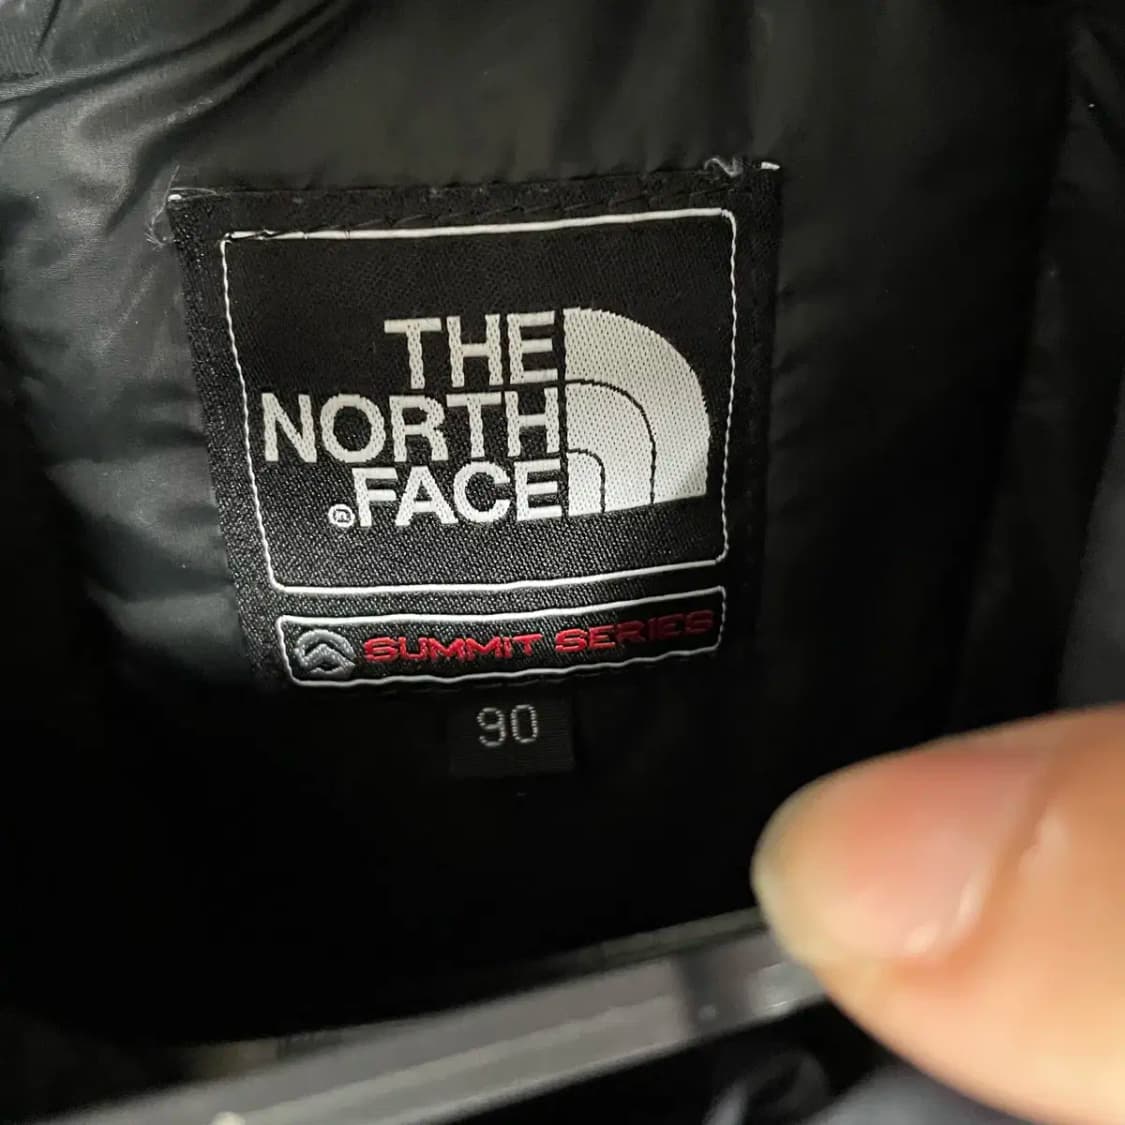 THE
NORTH
®FACE
SUMMIT SERIES
90